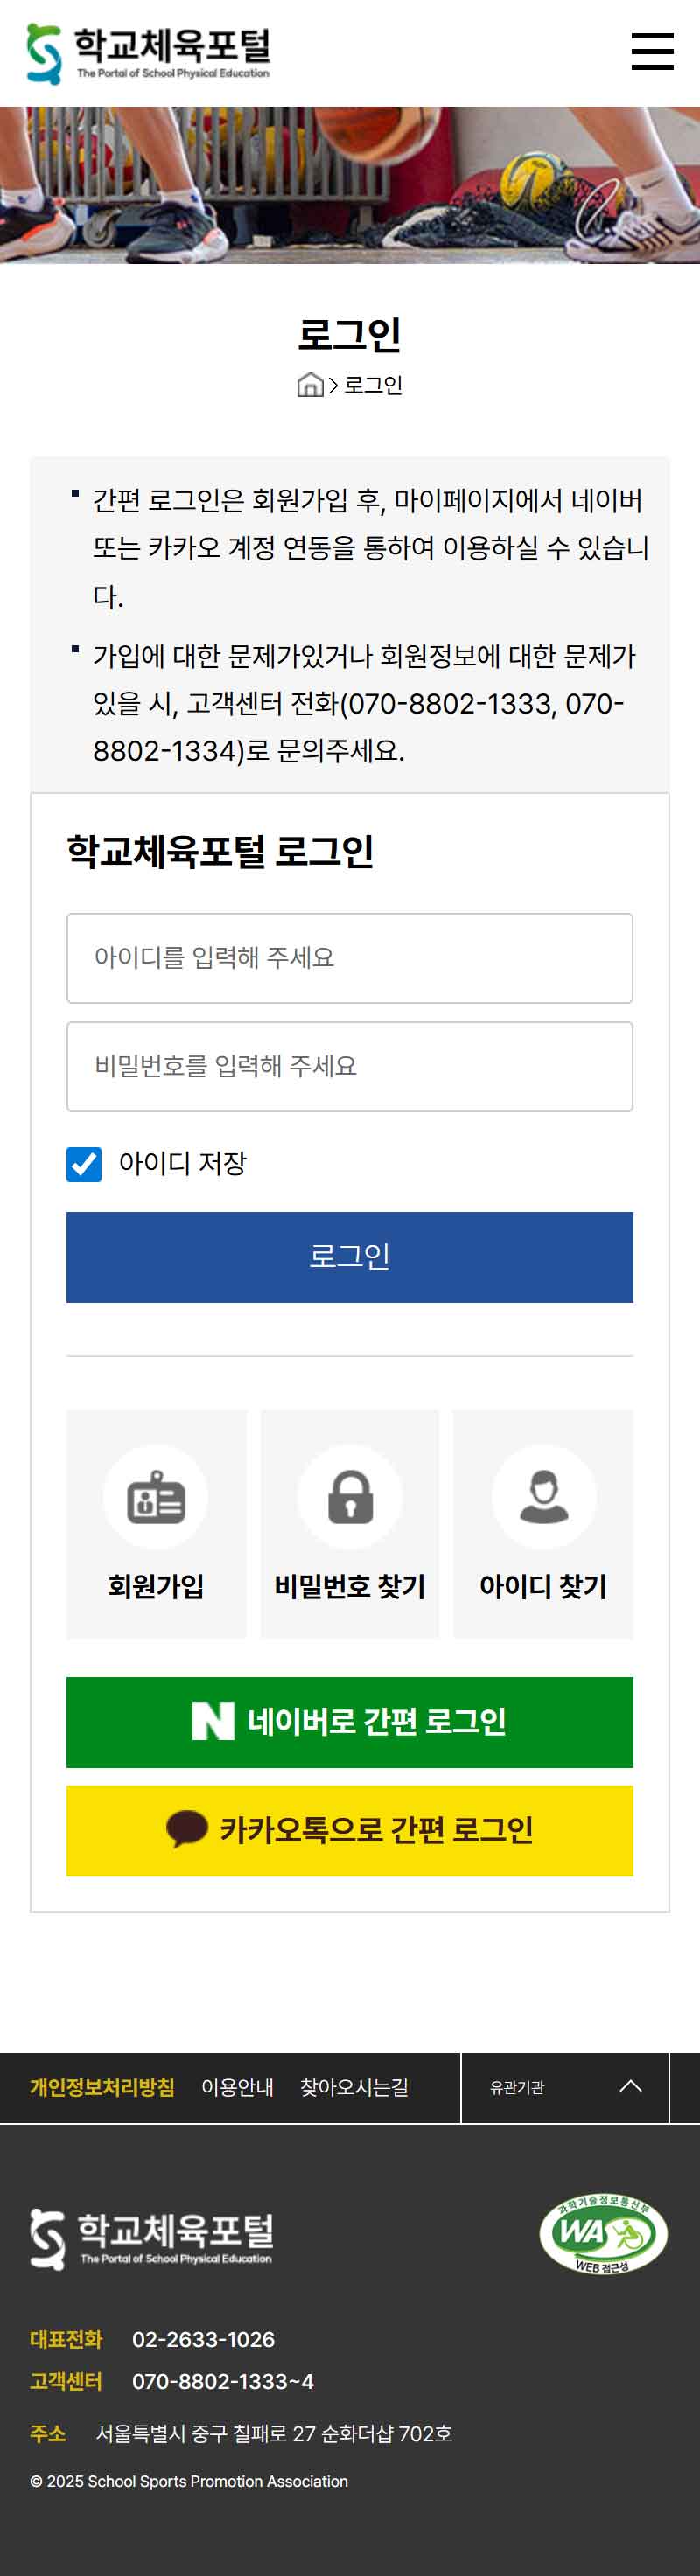 학교체육포털
The Portal of School Physical Education
로그인
> 로그인
간편 로그인은 회원가입 후, 마이페이지에서 네이버
또는 카카오 계정 연동을 통하여 이용하실 수 있습니
다.
가입에 대한 문제가있거나 회원정보에 대한 문제가
있을 시, 고객센터 전화(070-8802-1333, 070-
8802-1334)로 문의주세요.
학교체육포털 로그인
아이디를 입력해 주세요
비밀번호를 입력해 주세요
아이디 저장
로그인
회원가입
비밀번호 찾기
아이디 찾기
N 네이버로 간편 로그인
카카오톡으로 간편 로그인
개인정보처리방침 이용안내 찾아오시는길 유관기관
학교체육포털
The Portal of School Physical Education
과학기술정보통신부
WA
WEB 접근성
대표전화 02-2633-1026
고객센터 070-8802-1333~4
주소 서울특별시 중구 칠패로 27 순화더샵 702호
© 2025 School Sports Promotion Association